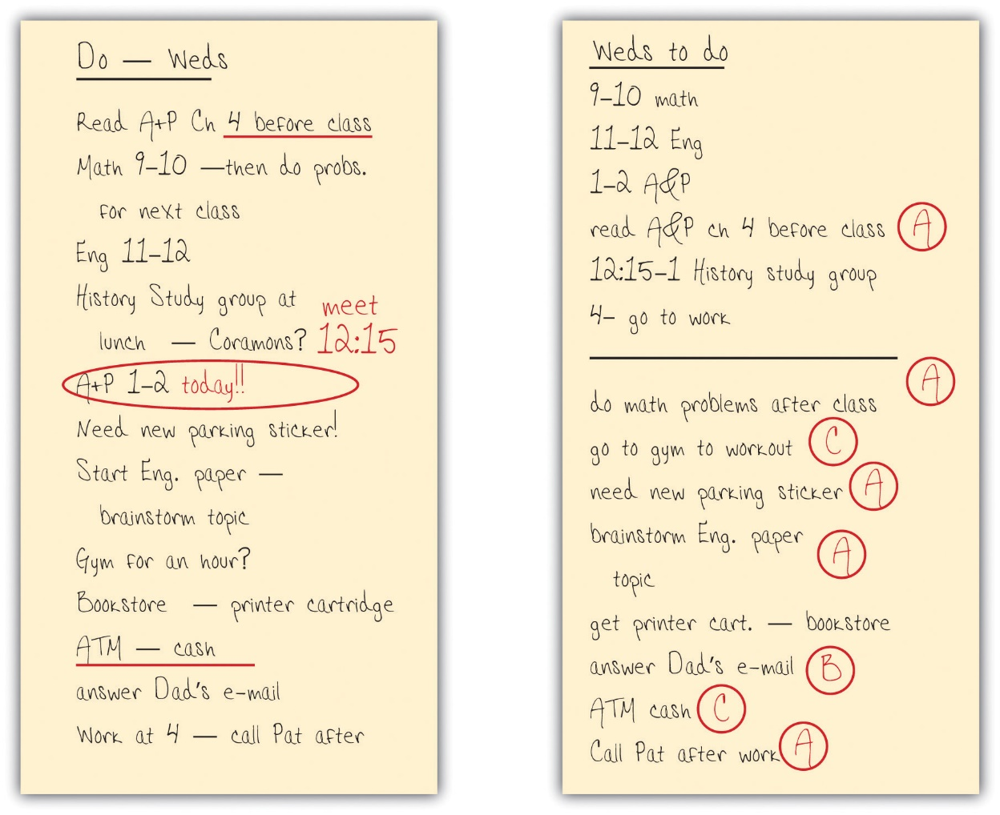 Do — Weds
Read A+P Ch 4 before class
Math 9–10 —then do probs.
for next class
Eng 11–12
History Study group at
lunch — Coramons? meet 12:15
A+P 1–2 today!!
Need new parking sticker!
Start Eng. paper —
brainstorm topic
Gym for an hour?
Bookstore — printer cartridge
ATM — cash
answer Dad's e-mail
Work at 4 — call Pat after
Weds to do
9–10 math
11–12 Eng
1–2 A&P
read A&P ch 4 before class A
12:15–1 History study group
4– go to work
do math problems after class A
go to gym to workout C
need new parking sticker A
brainstorm Eng. paper A
topic
get printer cart. — bookstore
answer Dad's e-mail B
ATM cash C
Call Pat after work A